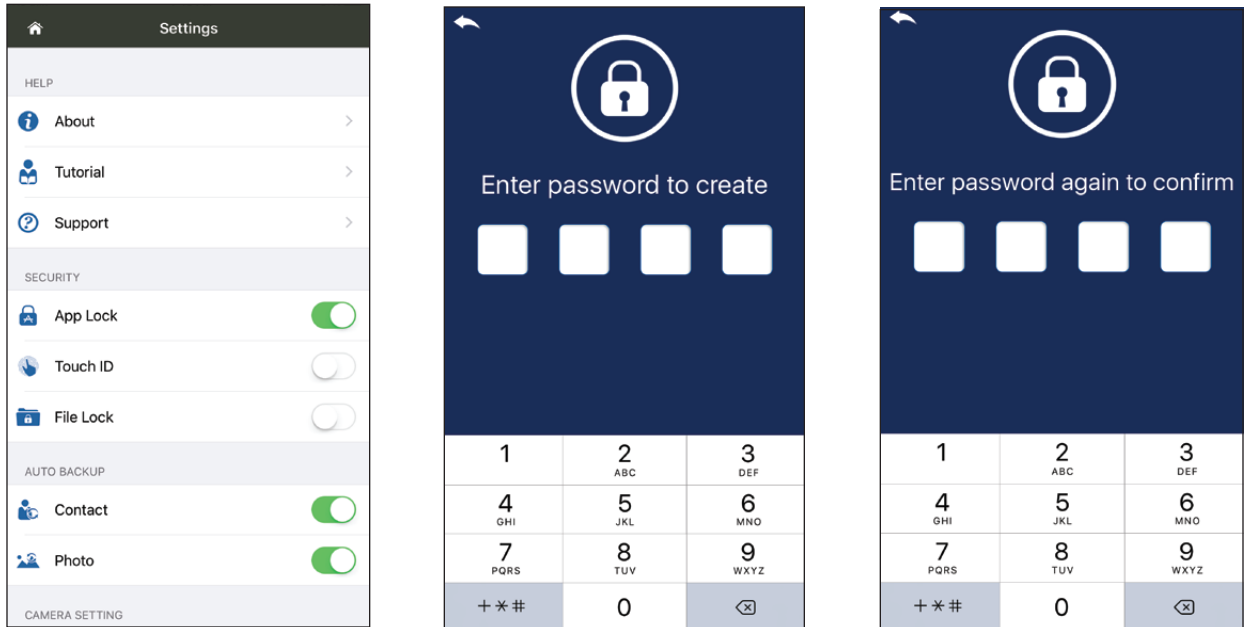 Settings
HELP
About
Tutorial
Support
SECURITY
App Lock
Touch ID
File Lock
AUTO BACKUP
Contact
Photo
CAMERA SETTING
Enter password to create
1 2 3
ABC DEF
4 5 6
GHI JKL MNO
7 8 9
PQRS TUV WXYZ
+*# 0
Enter password again to confirm
1 2 3
ABC DEF
4 5 6
GHI JKL MNO
7 8 9
PQRS TUV WXYZ
+*# 0